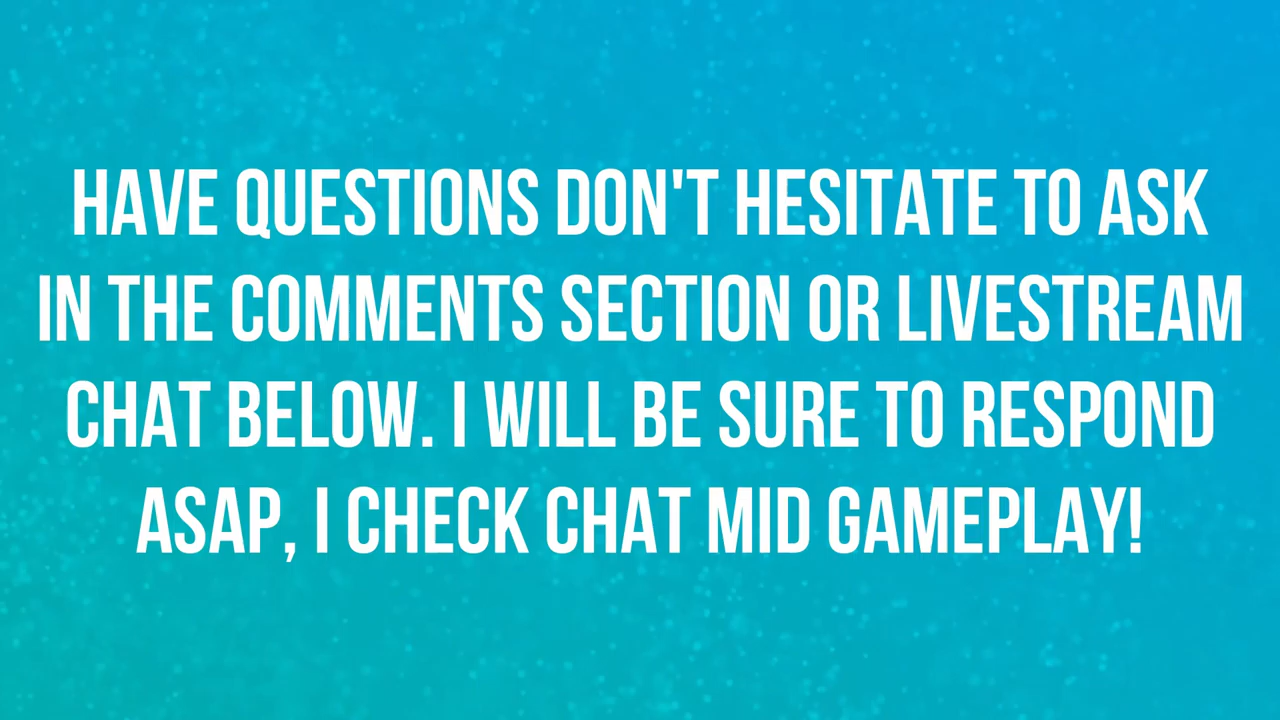 HAVE QUESTIONS DON'T HESITATE TO ASK
IN THE COMMENTS SECTION OR LIVESTREAM
CHAT BELOW. I WILL BE SURE TO RESPOND
ASAP, I CHECK CHAT MID GAMEPLAY!